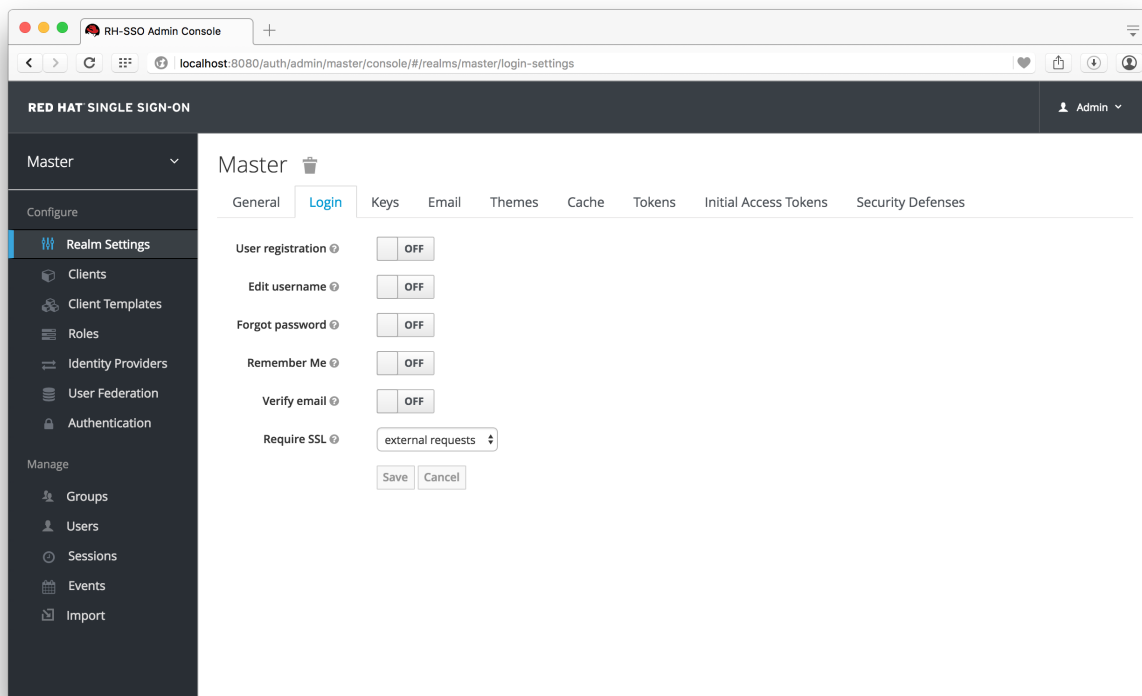 RH-SSO Admin Console
localhost:8080/auth/admin/master/console/#/realms/master/login-settings
RED HAT® SINGLE SIGN-ON
Admin
Master
Configure
Realm Settings
Clients
Client Templates
Roles
Identity Providers
User Federation
Authentication
Manage
Groups
Users
Sessions
Events
Import
Master
General Login Keys Email Themes Cache Tokens Initial Access Tokens Security Defenses
User registration OFF
Edit username OFF
Forgot password OFF
Remember Me OFF
Verify email OFF
Require SSL external requests
Save Cancel